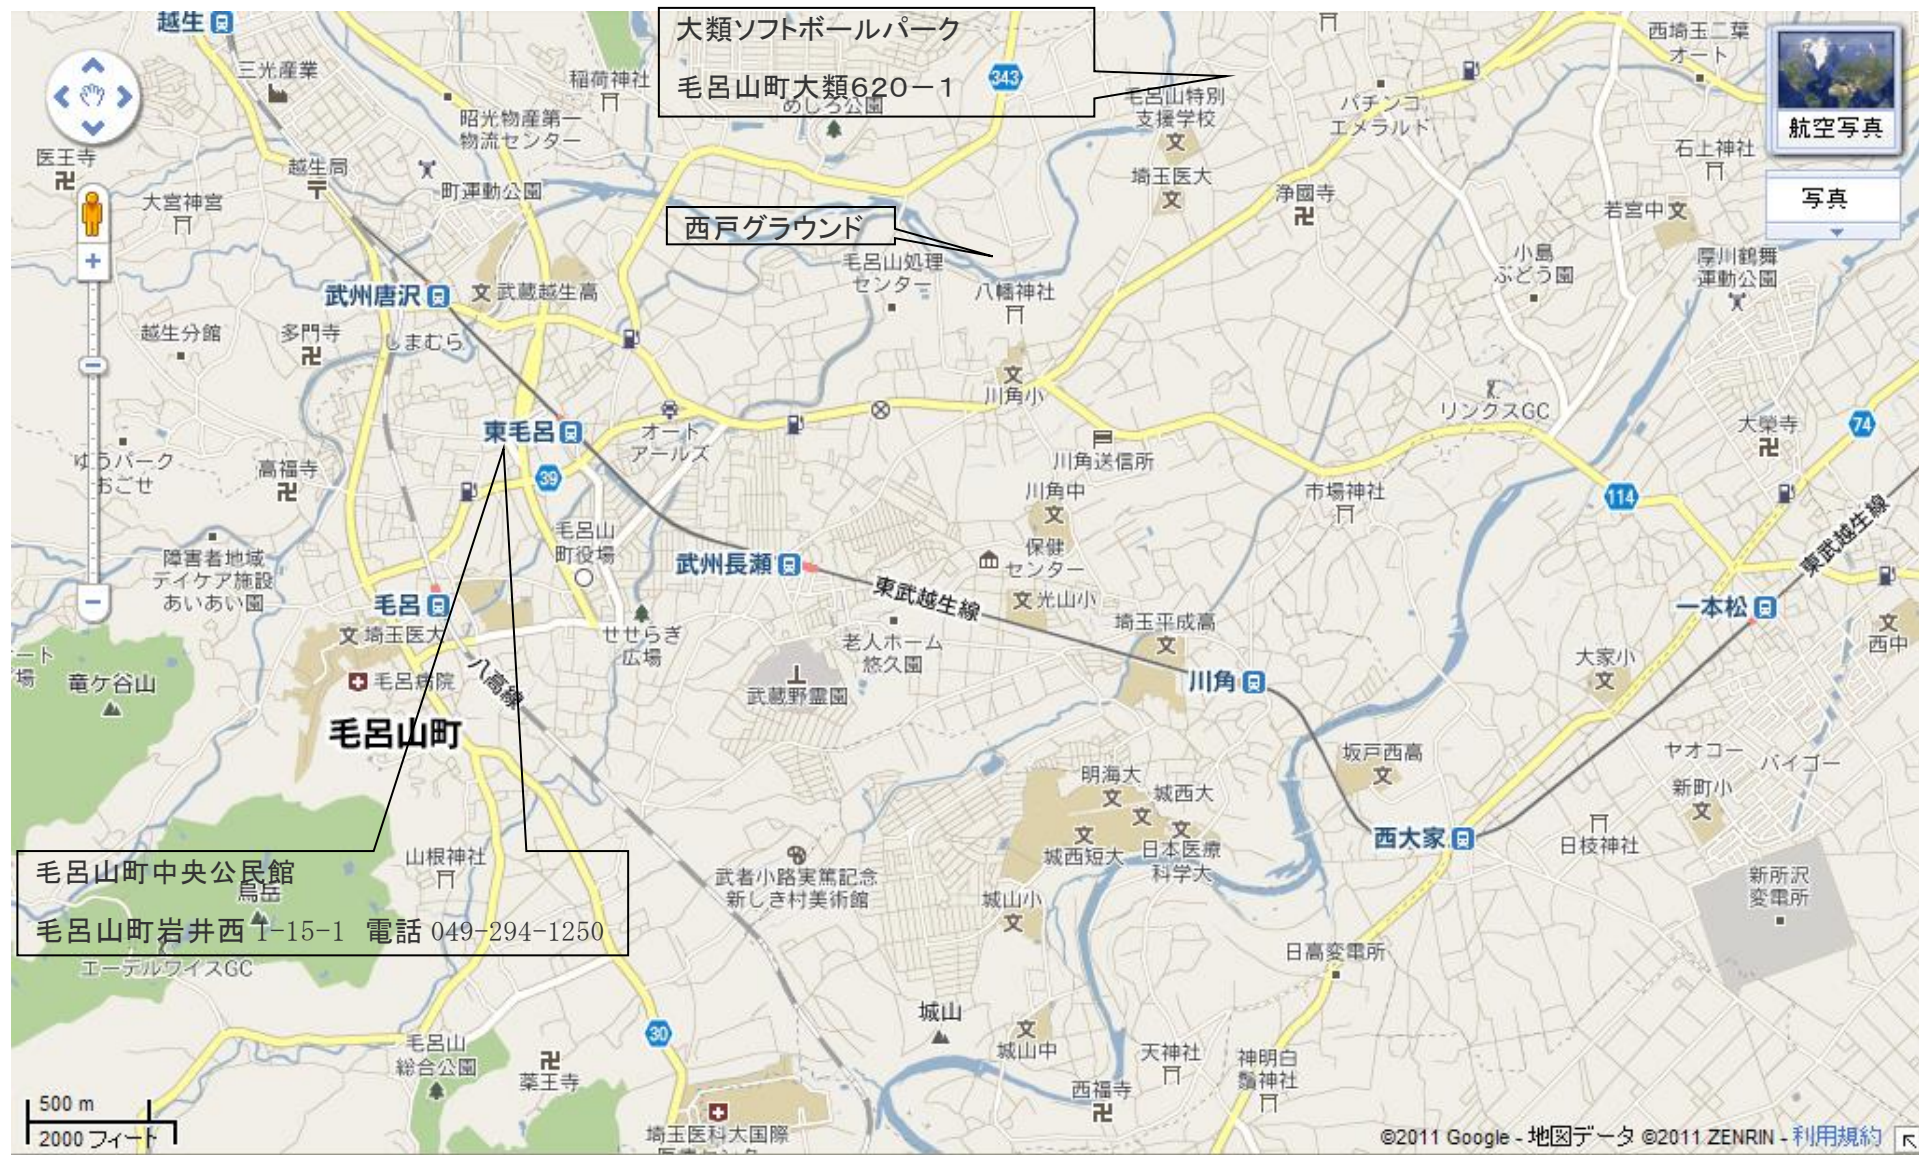 越生
三光産業
稲荷神社
大類ソフトボールパーク
毛呂山町大類620－1
めしろ公園
343
毛呂山特別
支援学校
パチンコ
エメラルド
西埼玉二葉
オート
航空写真
写真
昭光物産第一
物流センター
医王寺
越生局
町運動公園
大宮神宮
埼玉医大
浄國寺
石上神社
若宮中
西戸グラウンド
毛呂山処理
センター
八幡神社
小島
ぶどう園
厚川鶴舞
運動公園
武州唐沢
武蔵越生高
越生分館
多門寺
しまむら
川角小
リンクスGC
大榮寺
74
東毛呂
オート
アールズ
川角送信所
ゆうパーク
おごせ
高福寺
39
川角中
市場神社
114
毛呂山
町役場
障害者地域
デイケア施設
あいあい園
武州長瀬
保健
センター
東武越生線
東武越生線
毛呂
光山小
一本松
埼玉医大
せせらぎ
広場
老人ホーム
悠久園
埼玉平成高
西中
大家小
ート
場
竜ケ谷山
毛呂病院
八高線
武蔵野霊園
川角
毛呂山町
坂戸西高
ヤオコー
バイゴー
明海大
城西大
新町小
西大家
日枝神社
城西短大
日本医療
科学大
毛呂山町中央公民館
鳥岳
毛呂山町岩井西 1-15-1 電話 049-294-1250
エーデルワイスGC
山根神社
武者小路実篤記念
新しき村美術館
城山小
新所沢
変電所
日高変電所
城山
30
毛呂山
総合公園
薬王寺
城山中
天神社
神明白
鬚神社
西福寺
500 m
2000 フィート
埼玉医科大国際
©2011 Google - 地図データ ©2011 ZENRIN - 利用規約